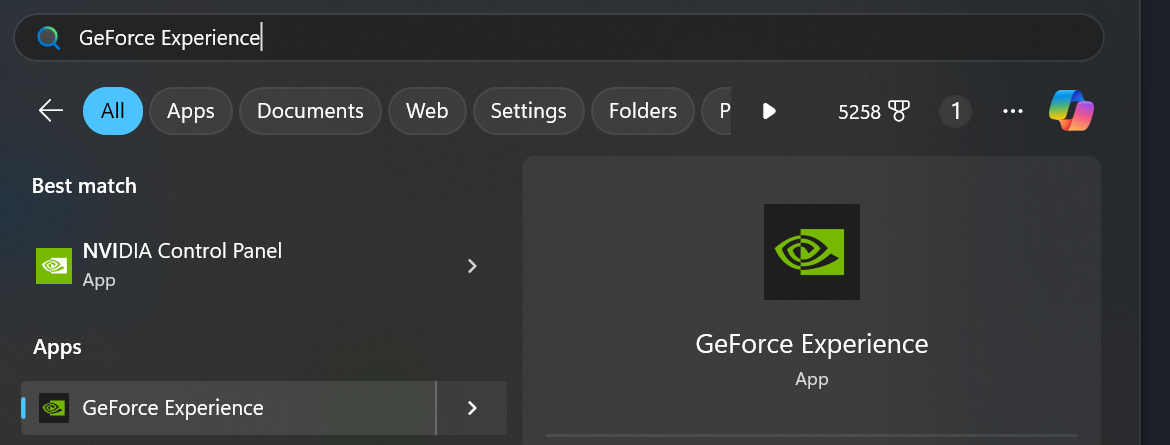 GeForce Experience
All Apps Documents Web Settings Folders P 5258 1 ...
Best match
NVIDIA Control Panel
App
Apps
GeForce Experience
GeForce Experience
App